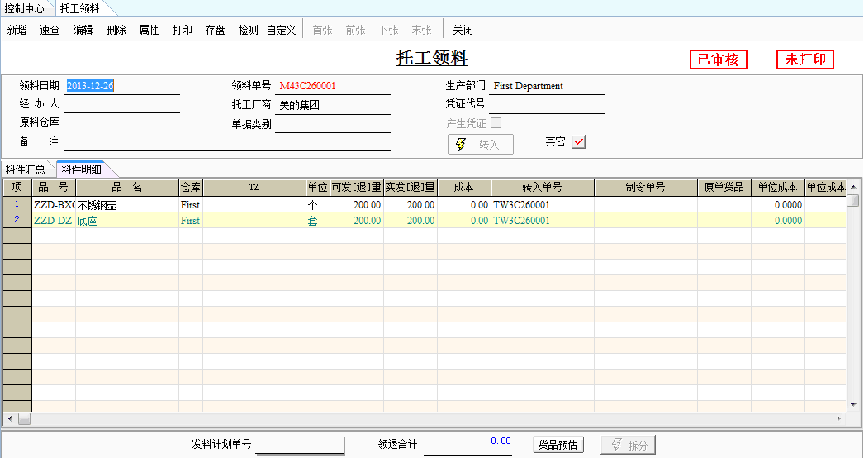 控制中心 托工领料
新增 速查 编辑 删除 属性 打印 存盘 检测 自定义 首张 前张 下张 末张 关闭
托工领料 已审核 未打印
领料日期 2013-12-26 领料单号 M43C260001 生产部门 First Department
经 办 人 托工厂商 美的集团 凭证代号
原料仓库 单据类别 产生凭证
备 注 转入 其它
料件汇总 料件明细
项 品 号 品 名 仓库 TZ 单位 可发[退]量 实发[退]量 成本 转入单号 制令单号 原单货品 单位成本 单位成本
1 ZZD-BX 不锈钢壶 First 个 200.00 200.00 0.00 TW3C260001 0.0000
2 ZZD-DZ 底座 First 套 200.00 200.00 0.00 TW3C260001 0.0000
发料计划单号 领退合计 0.00 货品预估 拆分